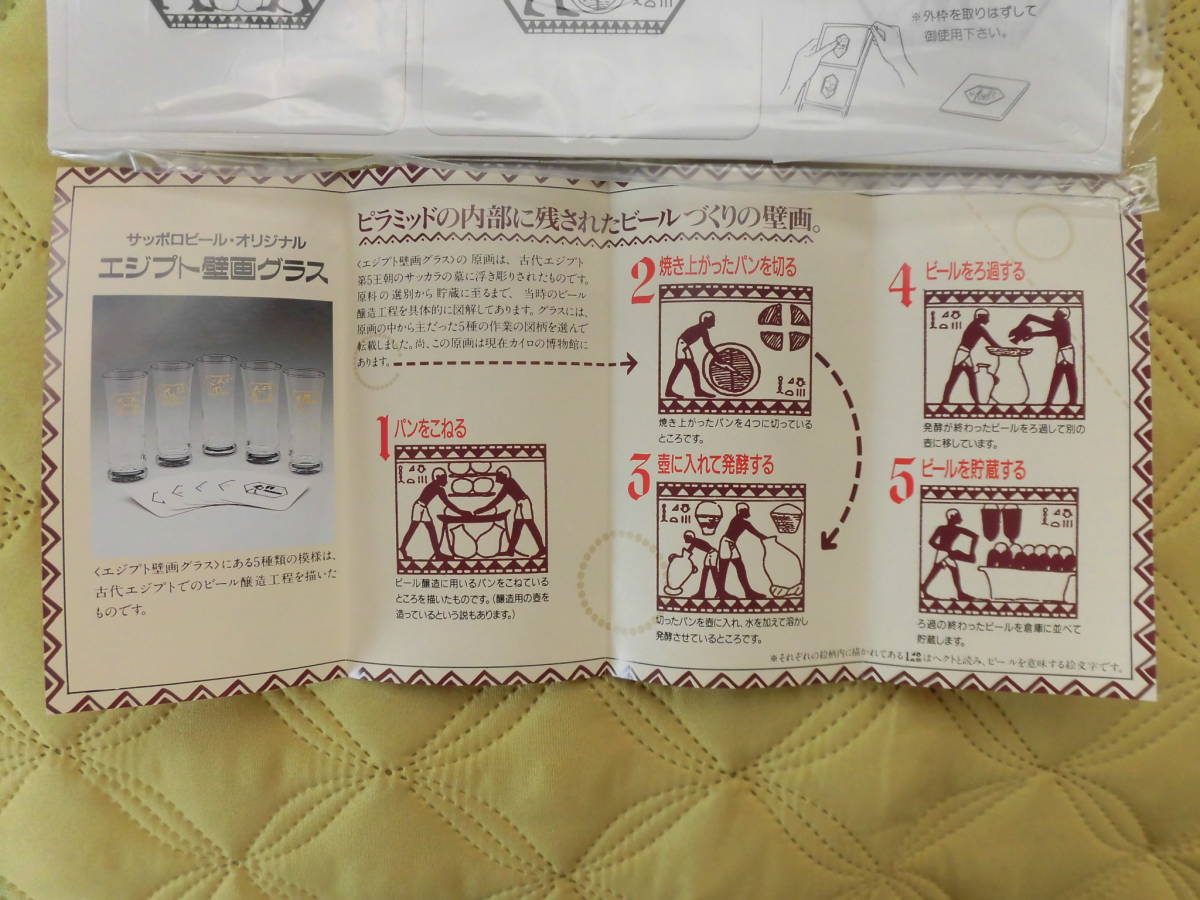 ※外枠を取りはずして
御使用下さい。
サッポロビール・オリジナル
エジプト壁画グラス
〈エジプト壁画グラス〉にある5種類の模様は、
古代エジプトでのビール醸造工程を描いた
ものです。
ピラミッドの内部に残されたビールづくりの壁画。
〈エジプト壁画グラス〉の原画は、古代エジプト
第5王朝のサッカラの墓に浮き彫りされたものです。
原料の選別から貯蔵に至るまで、当時のビール
醸造工程を具体的に図解してあります。グラスには、
原画の中から主だった5種の作業の図柄を選んで
転載しました。尚、この原画は現在カイロの博物館に
あります。
1 パンをこねる
ビール醸造に用いるパンをこねている
ところを描いたものです。(醸造用の壺を
造っているという説もあります。)
2 焼き上がったパンを切る
焼き上がったパンを4つに切っている
ところです。
3 壺に入れて発酵する
切ったパンを壺に入れ、水を加えて溶かし
発酵させているところです。
4 ビールをろ過する
発酵が終わったビールをろ過して別の
壺に移しています。
5 ビールを貯蔵する
ろ過の終わったビールを倉庫に並べて
貯蔵します。
※それぞれの絵柄内に描かれてある はヘクトと読み、ビールを意味する絵文字です。